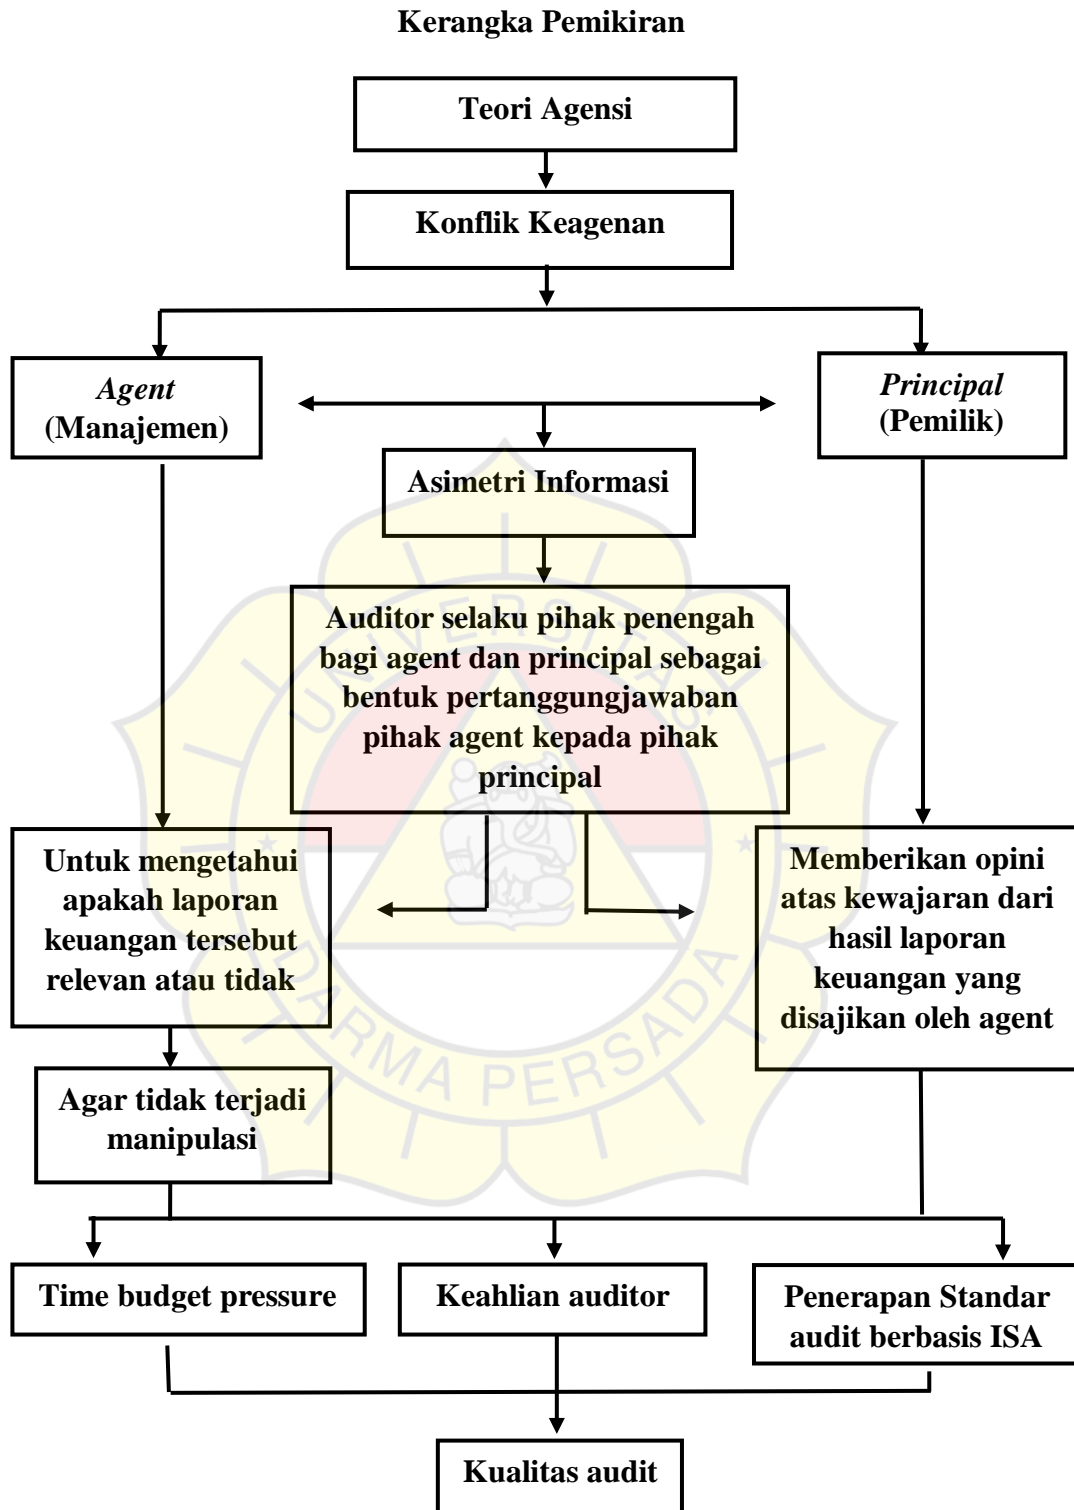 Kerangka Pemikiran
Teori Agensi
Konflik Keagenan
Agent
(Manajemen)
Principal
(Pemilik)
Asimetri Informasi
Auditor selaku pihak penengah
bagi agent dan principal sebagai
bentuk pertanggungjawaban
pihak agent kepada pihak
principal
Untuk mengetahui
apakah laporan
keuangan tersebut
relevan atau tidak
Memberikan opini
atas kewajaran dari
hasil laporan
keuangan yang
disajikan oleh agent
Agar tidak terjadi
manipulasi
Time budget pressure
Keahlian auditor
Penerapan Standar
audit berbasis ISA
Kualitas audit
UNIVERSITAS
DARMA PERSADA